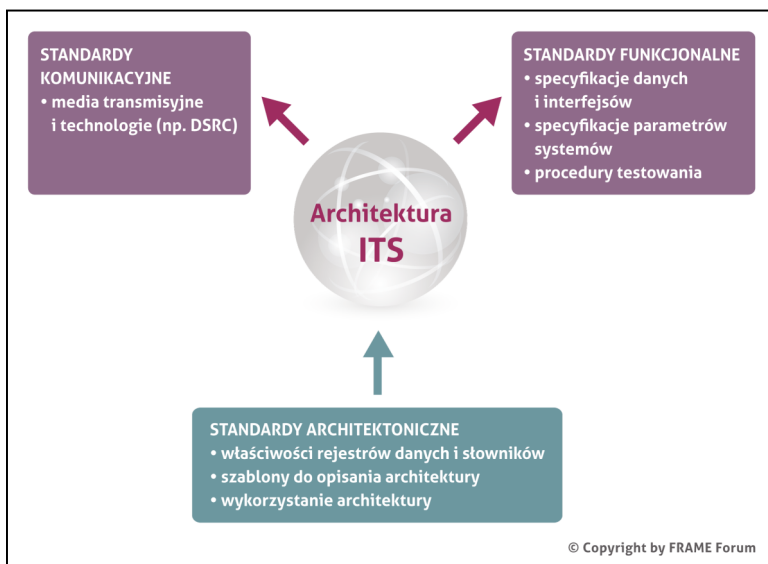 STANDARDY
KOMUNIKACYJNE
• media transmisyjne
i technologie (np. DSRC)
STANDARDY FUNKCJONALNE
• specyfikacje danych
i interfejsów
• specyfikacje parametrów
systemów
• procedury testowania
Architektura
ITS
STANDARDY ARCHITEKTONICZNE
• właściwości rejestrów danych i słowników
• szablony do opisania architektury
• wykorzystanie architektury
© Copyright by FRAME Forum